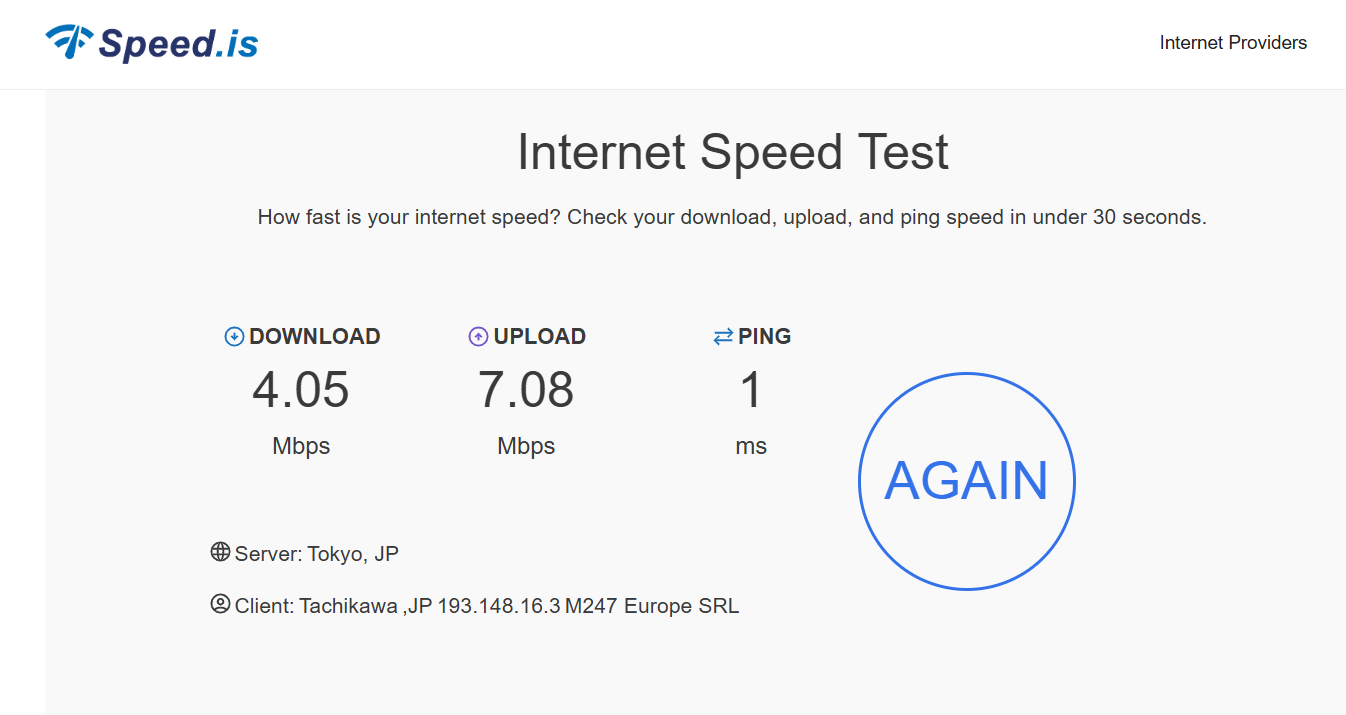 Speed.is
Internet Providers
Internet Speed Test
How fast is your internet speed? Check your download, upload, and ping speed in under 30 seconds.
DOWNLOAD
4.05
Mbps
UPLOAD
7.08
Mbps
PING
1
ms
AGAIN
Server: Tokyo, JP
Client: Tachikawa ,JP 193.148.16.3 M247 Europe SRL